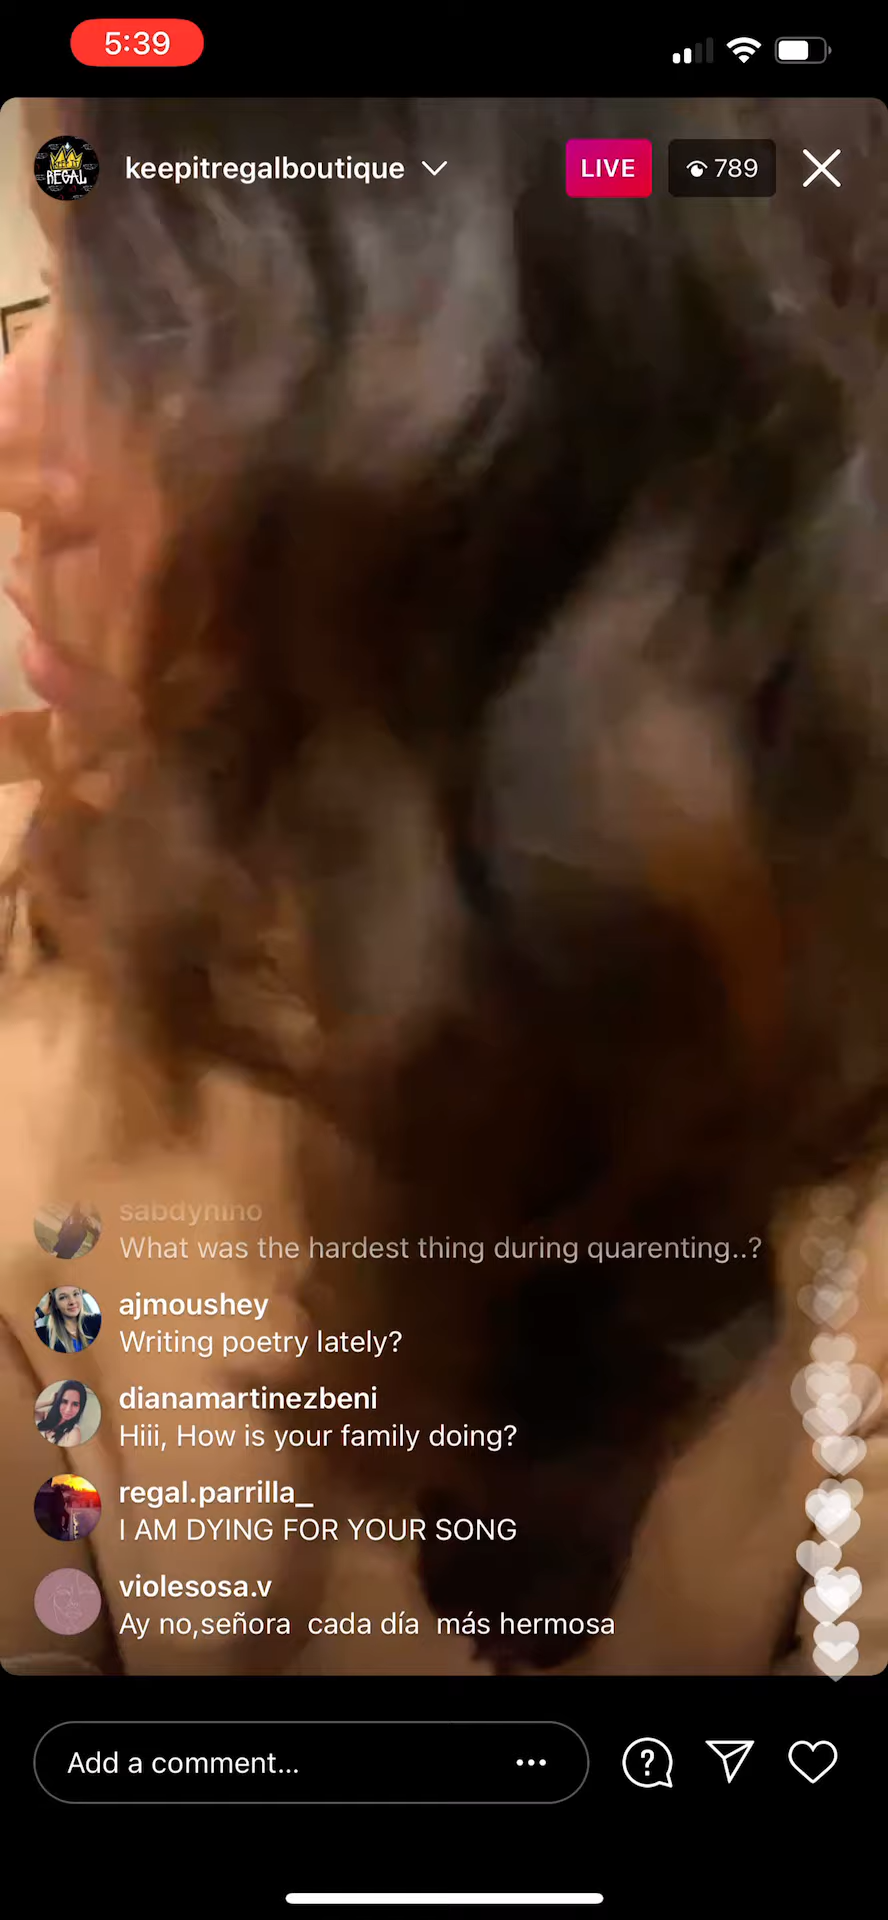 5:39
REGAL
keepitregalboutique
LIVE
789
sabdynino
What was the hardest thing during quarenting..?
ajmoushey
Writing poetry lately?
dianamartinezbeni
Hiii, How is your family doing?
regal.parrilla_
I AM DYING FOR YOUR SONG
violesosa.v
Ay no,señora cada día más hermosa
Add a comment...